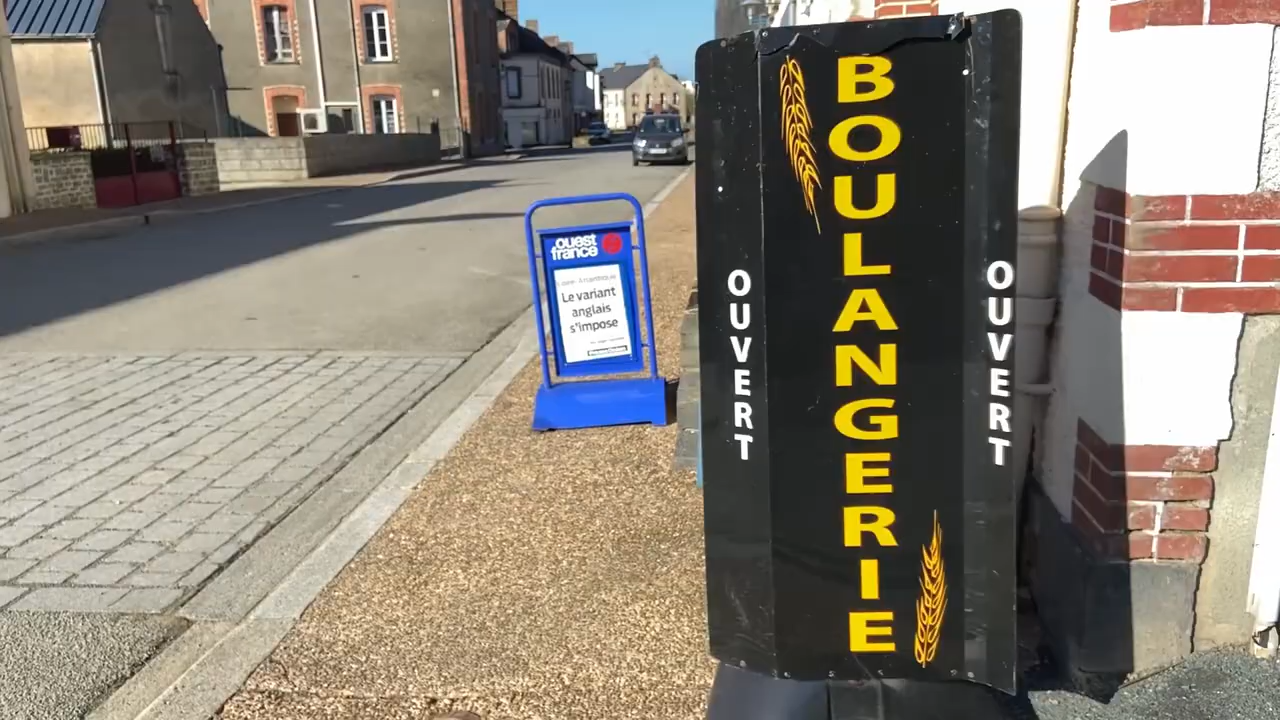 ouest
france
Le variant
anglais
s'impose
OUVERT
BOULANGERIE
OUVERT